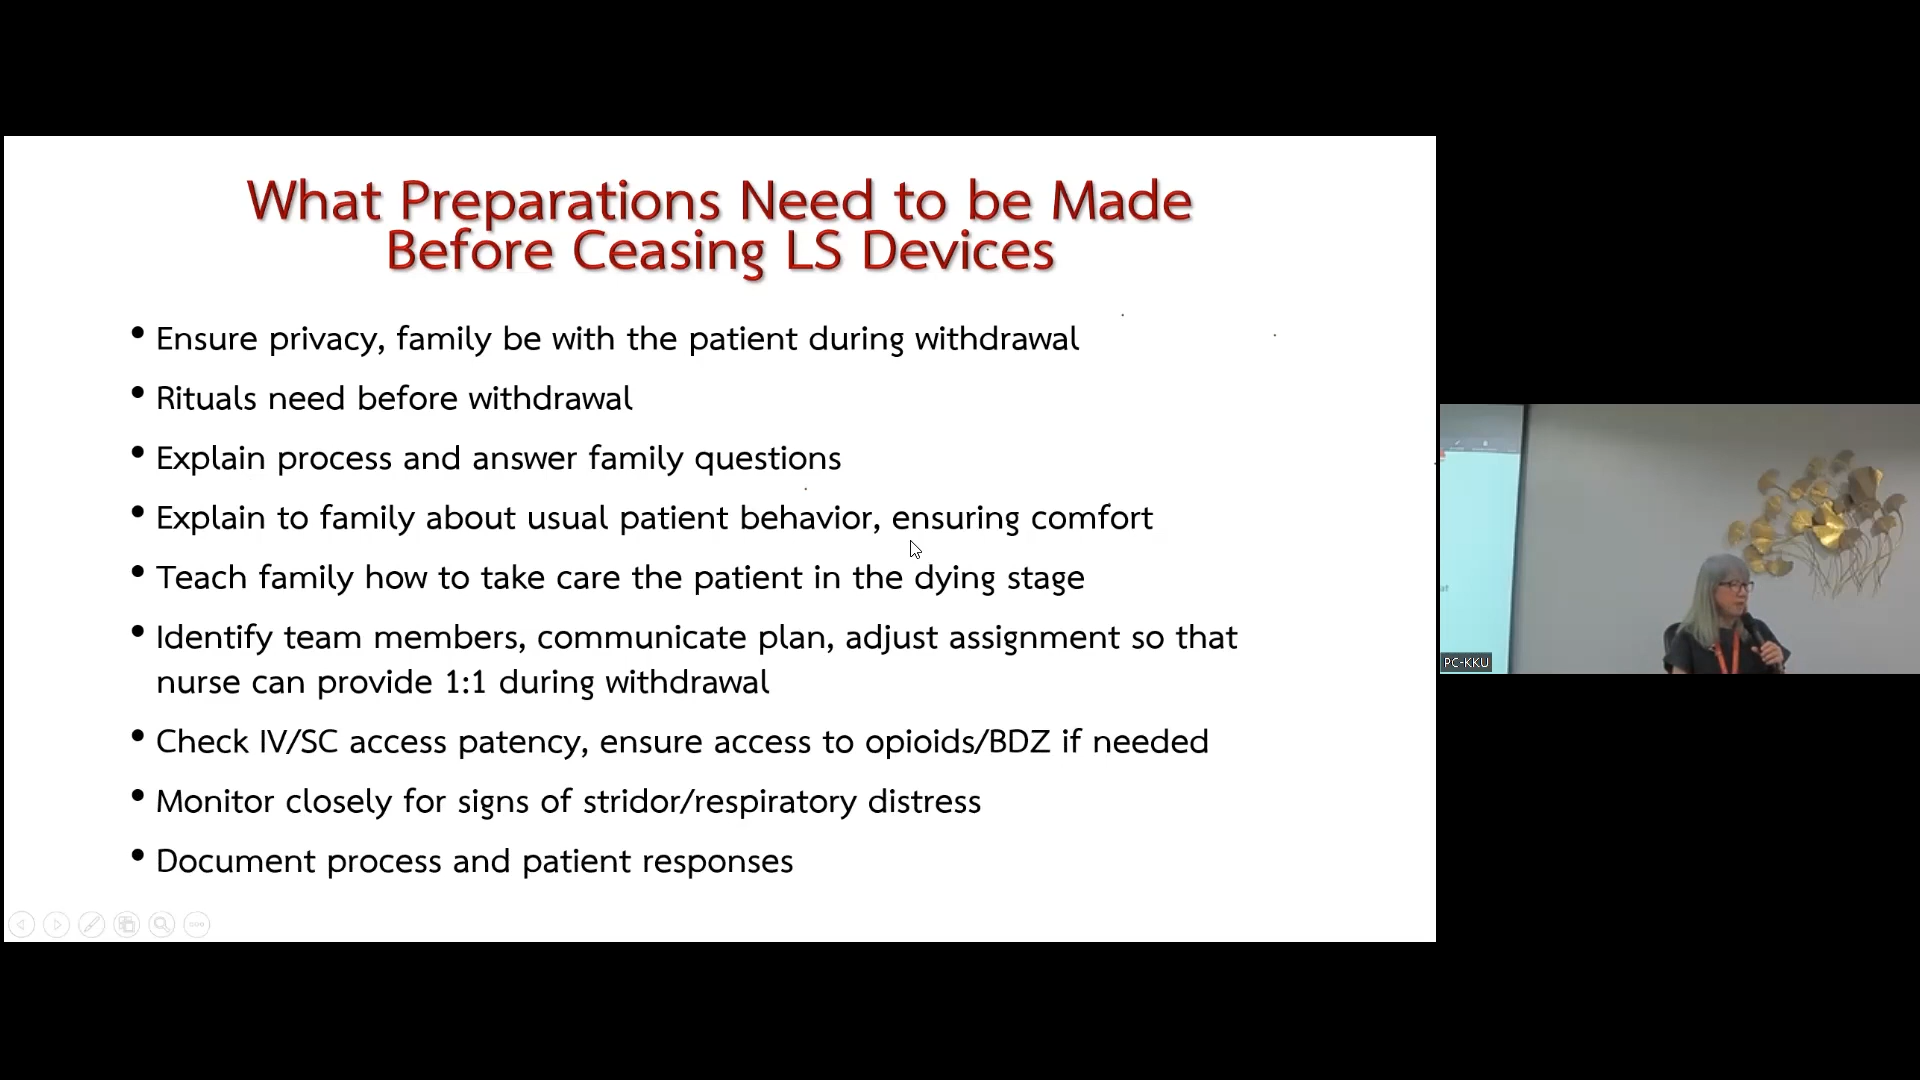 What Preparations Need to be Made
Before Ceasing LS Devices
• Ensure privacy, family be with the patient during withdrawal
• Rituals need before withdrawal
• Explain process and answer family questions
• Explain to family about usual patient behavior, ensuring comfort
• Teach family how to take care the patient in the dying stage
• Identify team members, communicate plan, adjust assignment so that
nurse can provide 1:1 during withdrawal
• Check IV/SC access patency, ensure access to opioids/BDZ if needed
• Monitor closely for signs of stridor/respiratory distress
• Document process and patient responses
PC-KKU